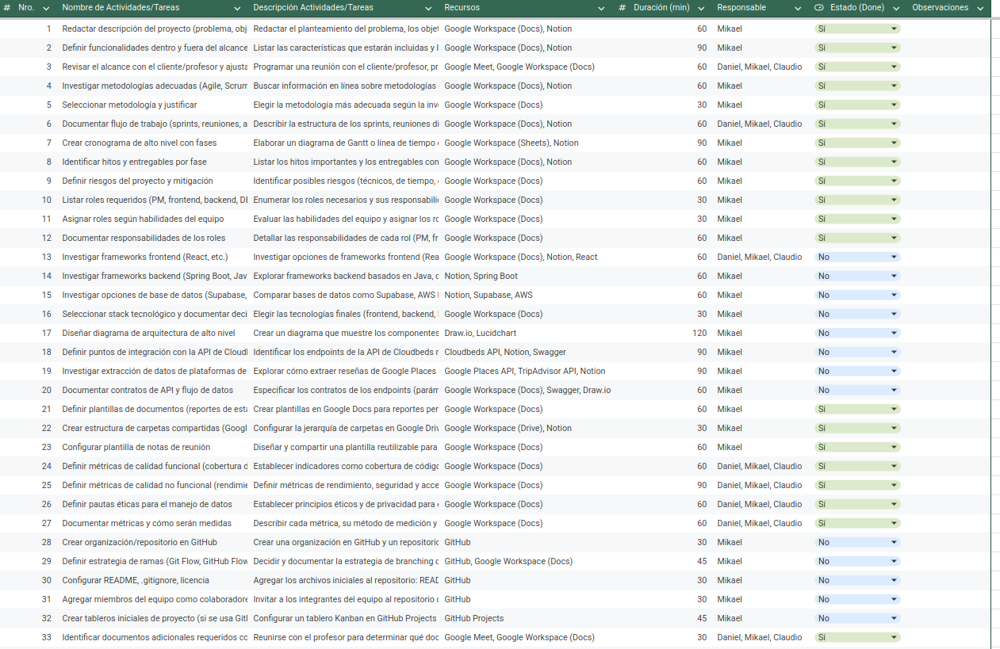 # Nro. Nombre de Actividades/Tareas Descripción Actividades/Tareas Recursos # Duración (min) Responsable Estado (Done) Observaciones
1 Redactar descripción del proyecto (problema, obj Redactar el planteamiento del problema, los objet Google Workspace (Docs), Notion 60 Mikael Sí
2 Definir funcionalidades dentro y fuera del alcance Listar las características que estarán incluidas y l Google Workspace (Docs), Notion 90 Mikael Sí
3 Revisar el alcance con el cliente/profesor y ajusta Programar una reunión con el cliente/profesor, pr Google Meet, Google Workspace (Docs) 60 Daniel, Mikael, Claudio Sí
4 Investigar metodologías adecuadas (Agile, Scrum Buscar información en línea sobre metodologías Google Workspace (Docs), Notion 60 Mikael Sí
5 Seleccionar metodología y justificar Elegir la metodología más adecuada según la inv Google Workspace (Docs) 30 Mikael Sí
6 Documentar flujo de trabajo (sprints, reuniones, a Describir la estructura de los sprints, reuniones di Google Workspace (Docs), Notion 60 Daniel, Mikael, Claudio Sí
7 Crear cronograma de alto nivel con fases Elaborar un diagrama de Gantt o línea de tiempo Google Workspace (Sheets), Notion 90 Mikael Sí
8 Identificar hitos y entregables por fase Listar los hitos importantes y los entregables con Google Workspace (Docs), Notion 60 Mikael Sí
9 Definir riesgos del proyecto y mitigación Identificar posibles riesgos (técnicos, de tiempo, Google Workspace (Docs) 60 Mikael Sí
10 Listar roles requeridos (PM, frontend, backend, DI Enumerar los roles necesarios y sus responsabili Google Workspace (Docs) 30 Mikael Sí
11 Asignar roles según habilidades del equipo Evaluar las habilidades del equipo y asignar los ro Google Workspace (Docs) 30 Mikael Sí
12 Documentar responsabilidades de los roles Detallar las responsabilidades de cada rol (PM, fr Google Workspace (Docs) 60 Mikael Sí
13 Investigar frameworks frontend (React, etc.) Investigar opciones de frameworks frontend (Rea Google Workspace (Docs), Notion, React 60 Daniel, Mikael, Claudio No
14 Investigar frameworks backend (Spring Boot, Jav Explorar frameworks backend basados en Java, c Notion, Spring Boot 60 Mikael No
15 Investigar opciones de base de datos (Supabase, Comparar bases de datos como Supabase, AWS Notion, Supabase, AWS 60 Mikael No
16 Seleccionar stack tecnológico y documentar deci Elegir las tecnologías finales (frontend, backend, Google Workspace (Docs) 30 Mikael No
17 Diseñar diagrama de arquitectura de alto nivel Crear un diagrama que muestre los componentes Draw.io, Lucidchart 120 Mikael No
18 Definir puntos de integración con la API de Cloudl Identificar los endpoints de la API de Cloudbeds r Cloudbeds API, Notion, Swagger 90 Mikael No
19 Investigar extracción de datos de plataformas de Explorar cómo extraer reseñas de Google Places Google Places API, TripAdvisor API, Notion 90 Mikael No
20 Documentar contratos de API y flujo de datos Especificar los contratos de los endpoints (parám Google Workspace (Docs), Swagger, Draw.io 60 Mikael No
21 Definir plantillas de documentos (reportes de esta Crear plantillas en Google Docs para reportes per Google Workspace (Docs) 60 Mikael Sí
22 Crear estructura de carpetas compartidas (Googl Configurar la jerarquía de carpetas en Google Driv Google Workspace (Drive), Notion 30 Mikael Sí
23 Configurar plantilla de notas de reunión Diseñar y compartir una plantilla reutilizable para Google Workspace (Docs) 60 Mikael Sí
24 Definir métricas de calidad funcional (cobertura d Establecer indicadores como cobertura de códig Google Workspace (Docs) 60 Daniel, Mikael, Claudio Sí
25 Definir métricas de calidad no funcional (rendimie Definir métricas de rendimiento, seguridad y acce Google Workspace (Docs) 90 Daniel, Mikael, Claudio Sí
26 Definir pautas éticas para el manejo de datos Establecer principios éticos y de privacidad para Google Workspace (Docs) 60 Daniel, Mikael, Claudio Sí
27 Documentar métricas y cómo serán medidas Describir cada métrica, su método de medición y Google Workspace (Docs) 60 Daniel, Mikael, Claudio Sí
28 Crear organización/repositorio en GitHub Crear una organización en GitHub y un repositoric GitHub 30 Mikael No
29 Definir estrategia de ramas (Git Flow, GitHub Flow Decidir y documentar la estrategia de branching c GitHub, Google Workspace (Docs) 45 Mikael No
30 Configurar README, .gitignore, licencia Agregar los archivos iniciales al repositorio: READ GitHub 30 Mikael No
31 Agregar miembros del equipo como colaboradore Invitar a los integrantes del equipo al repositorio GitHub 30 Mikael No
32 Crear tableros iniciales de proyecto (si se usa Gitl Configurar un tablero Kanban en GitHub Projects GitHub Projects 45 Mikael No
33 Identificar documentos adicionales requeridos cc Reunirse con el profesor para determinar qué doc Google Meet, Google Workspace (Docs) 30 Daniel, Mikael, Claudio Sí